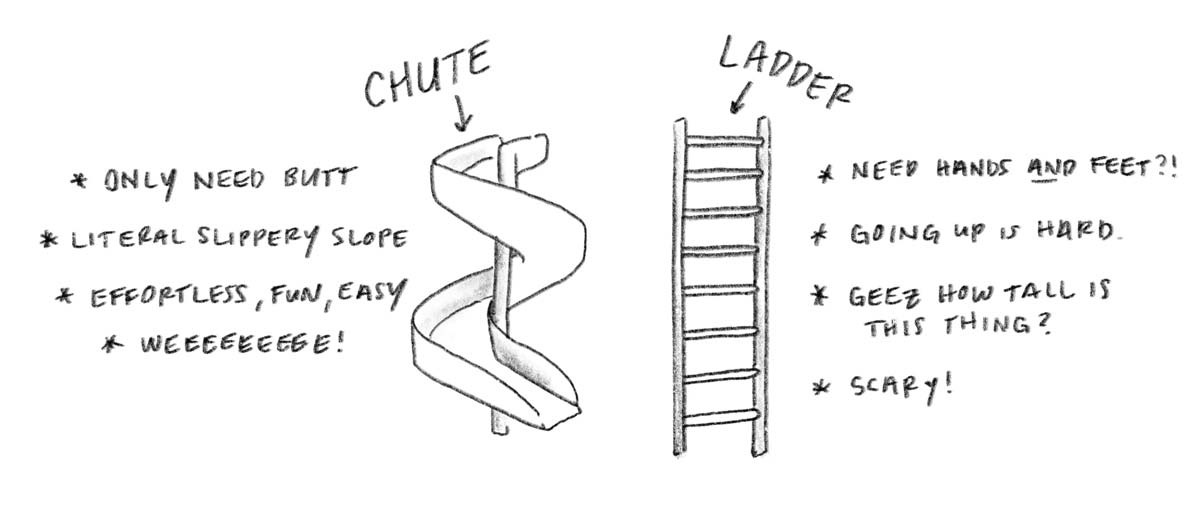 CHUTE
* ONLY NEED BUTT
* LITERAL SLIPPERY SLOPE
* EFFORTLESS, FUN, EASY
* WEEEEEEEEE!
LADDER
* NEED HANDS AND FEET?!
* GOING UP IS HARD.
* GEEZ HOW TALL IS
THIS THING?
* SCARY!